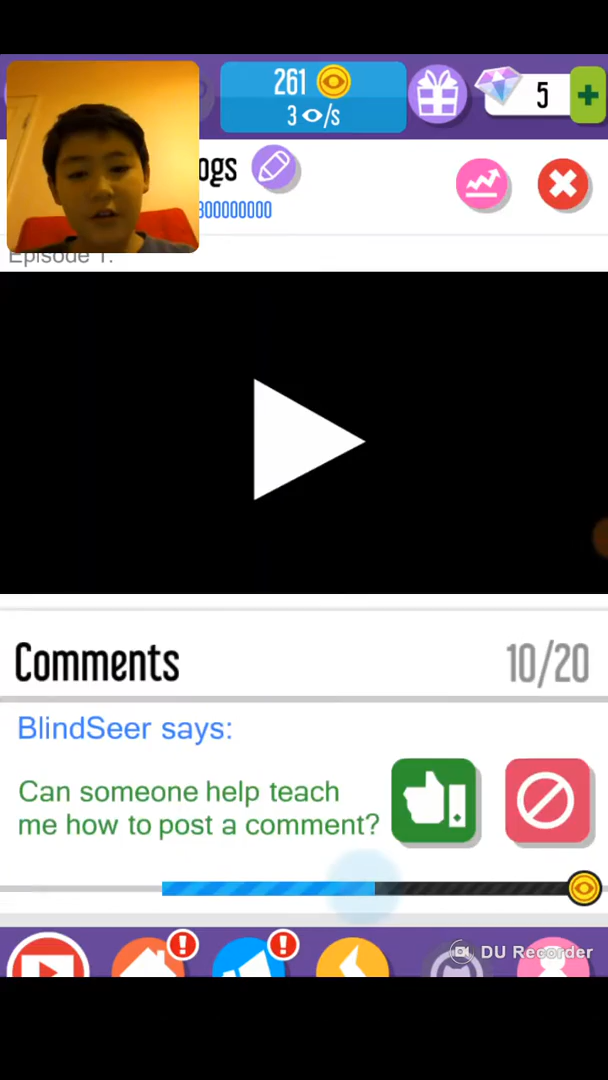 261
3 /s
5
+
ogs
300000000
Episode 1:
Comments
10/20
BlindSeer says:
Can someone help teach
me how to post a comment?
!
!
DU Recorder